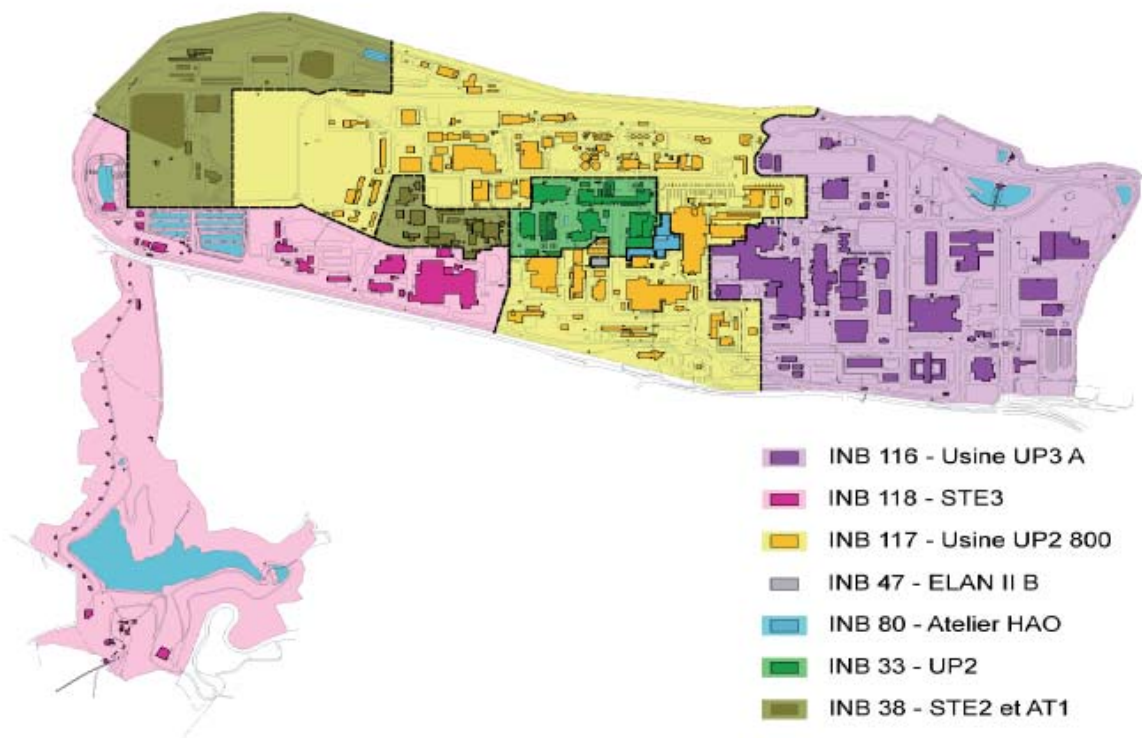 INB 116 - Usine UP3 A
INB 118 - STE3
INB 117 - Usine UP2 800
INB 47 - ELAN II B
INB 80 - Atelier HAO
INB 33 - UP2
INB 38 - STE2 et AT1